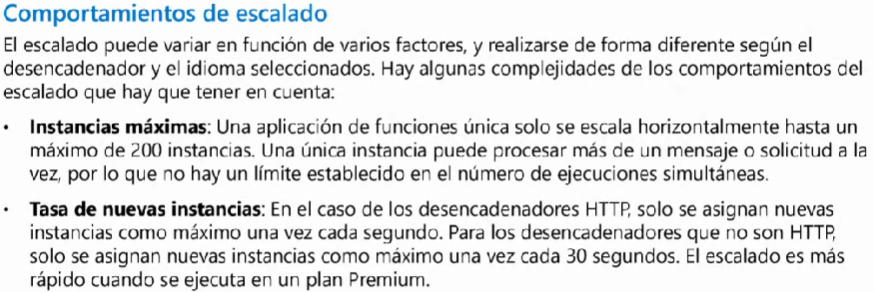 Comportamientos de escalado
El escalado puede variar en función de varios factores, y realizarse de forma diferente según el
desencadenador y el idioma seleccionados. Hay algunas complejidades de los comportamientos del
escalado que hay que tener en cuenta:
• Instancias máximas: Una aplicación de funciones única solo se escala horizontalmente hasta un
máximo de 200 instancias. Una única instancia puede procesar más de un mensaje o solicitud a la
vez, por lo que no hay un límite establecido en el número de ejecuciones simultáneas.
• Tasa de nuevas instancias: En el caso de los desencadenadores HTTP, solo se asignan nuevas
instancias como máximo una vez cada segundo. Para los desencadenadores que no son HTTP,
solo se asignan nuevas instancias como máximo una vez cada 30 segundos. El escalado es más
rápido cuando se ejecuta en un plan Premium.